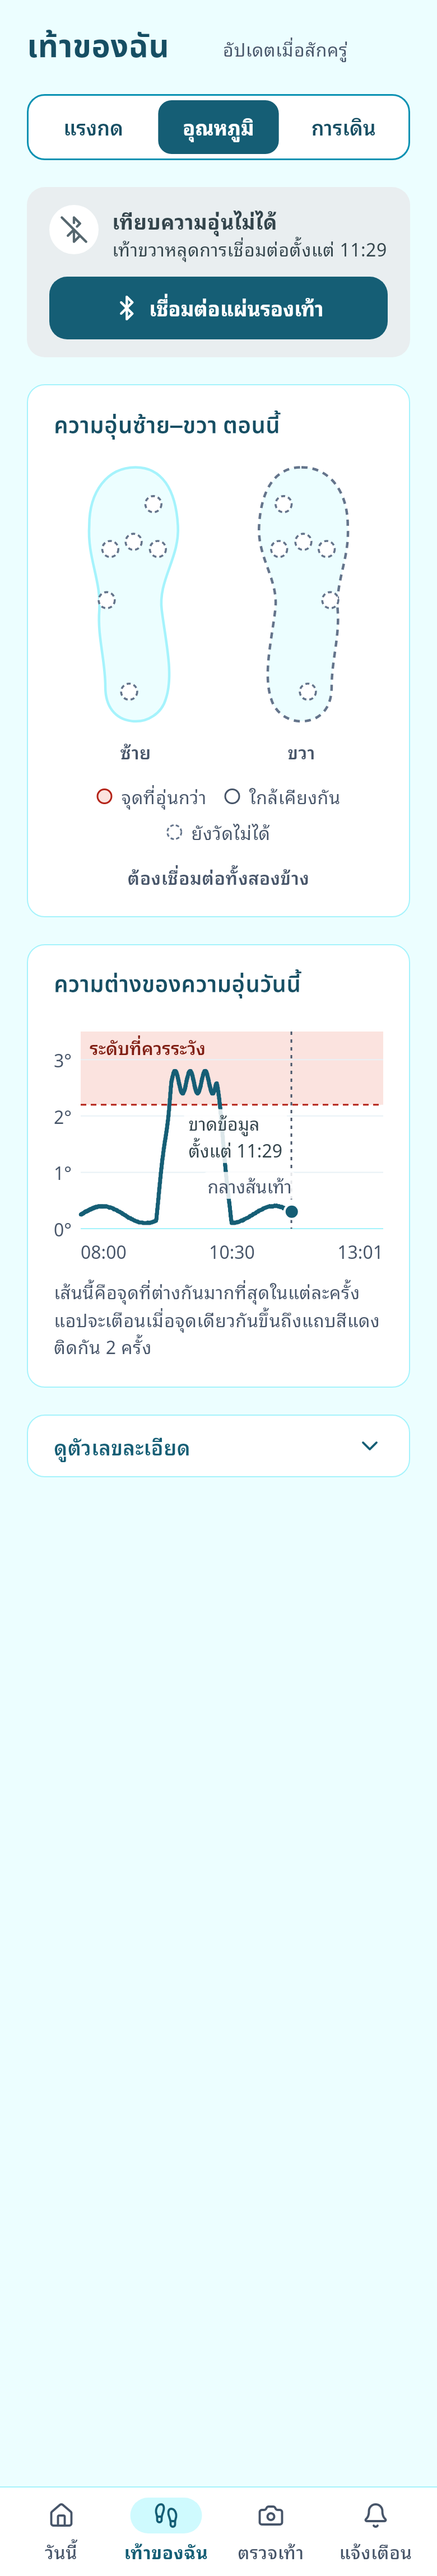 เท้าของฉัน
อัปเดตเมื่อสักครู่
แรงกด
อุณหภูมิ
การเดิน
เทียบความอุ่นไม่ได้
เท้าขวาหลุดการเชื่อมต่อตั้งแต่ 11:29
เชื่อมต่อแผ่นรองเท้า
ความอุ่นซ้าย–ขวา ตอนนี้
ซ้าย
ขวา
จุดที่อุ่นกว่า
ใกล้เคียงกัน
ยังวัดไม่ได้
ต้องเชื่อมต่อทั้งสองข้าง
ความต่างของความอุ่นวันนี้
ระดับที่ควรระวัง
3°
2°
1°
0°
ขาดข้อมูล
ตั้งแต่ 11:29
กลางส้นเท้า
08:00
10:30
13:01
เส้นนี้คือจุดที่ต่างกันมากที่สุดในแต่ละครั้ง
แอปจะเตือนเมื่อจุดเดียวกันขึ้นถึงแถบสีแดง
ติดกัน 2 ครั้ง
ดูตัวเลขละเอียด
วันนี้
เท้าของฉัน
ตรวจเท้า
แจ้งเตือน